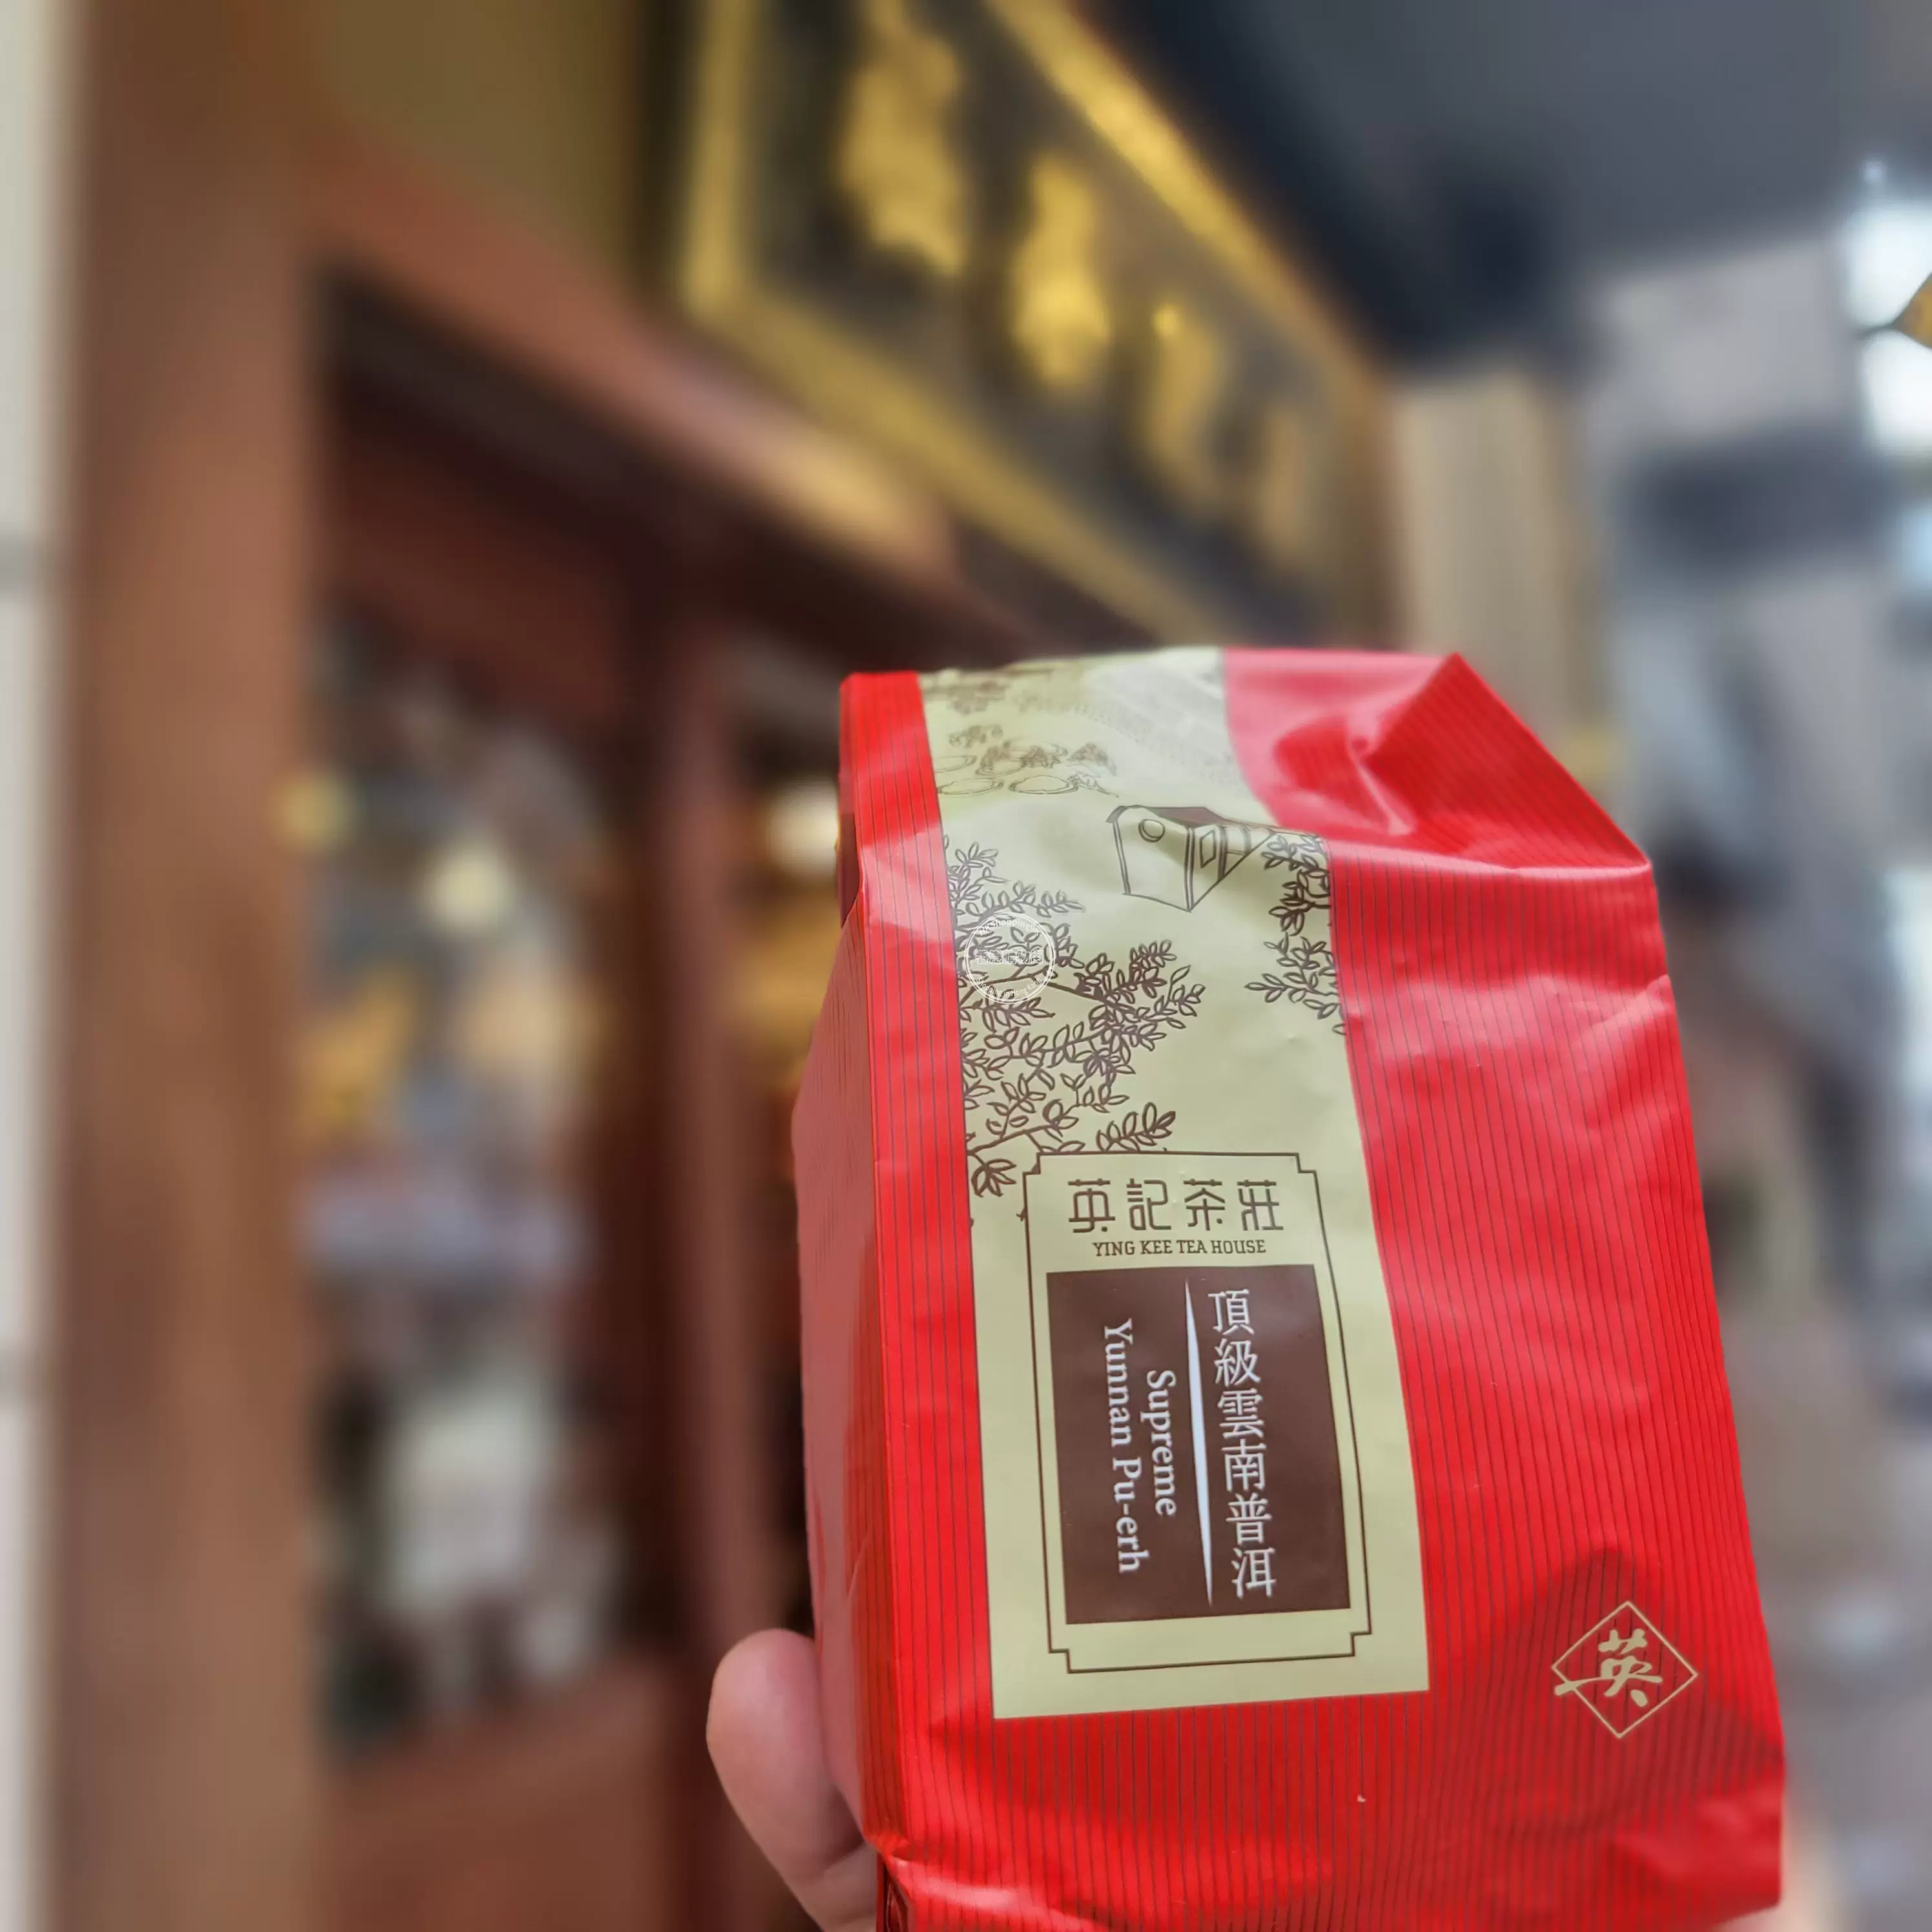 英記茶莊
YING KEE TEA HOUSE
頂級雲南普洱
Supreme
Yunnan Pu-erh
英